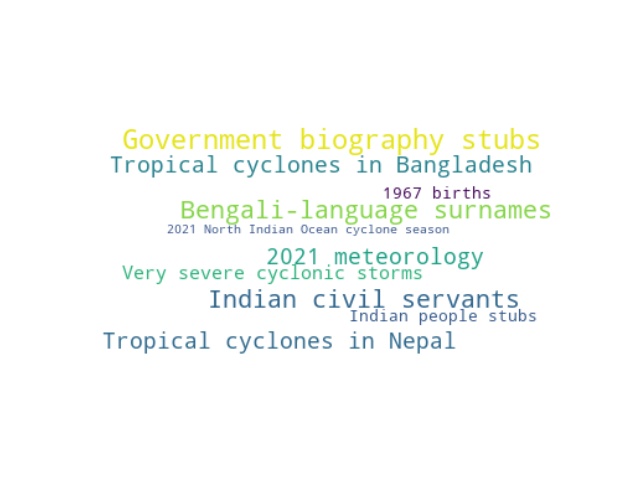 Government biography stubs
Tropical cyclones in Bangladesh
1967 births
Bengali-language surnames
2021 North Indian Ocean cyclone season
2021 meteorology
Very severe cyclonic storms
Indian civil servants
Indian people stubs
Tropical cyclones in Nepal